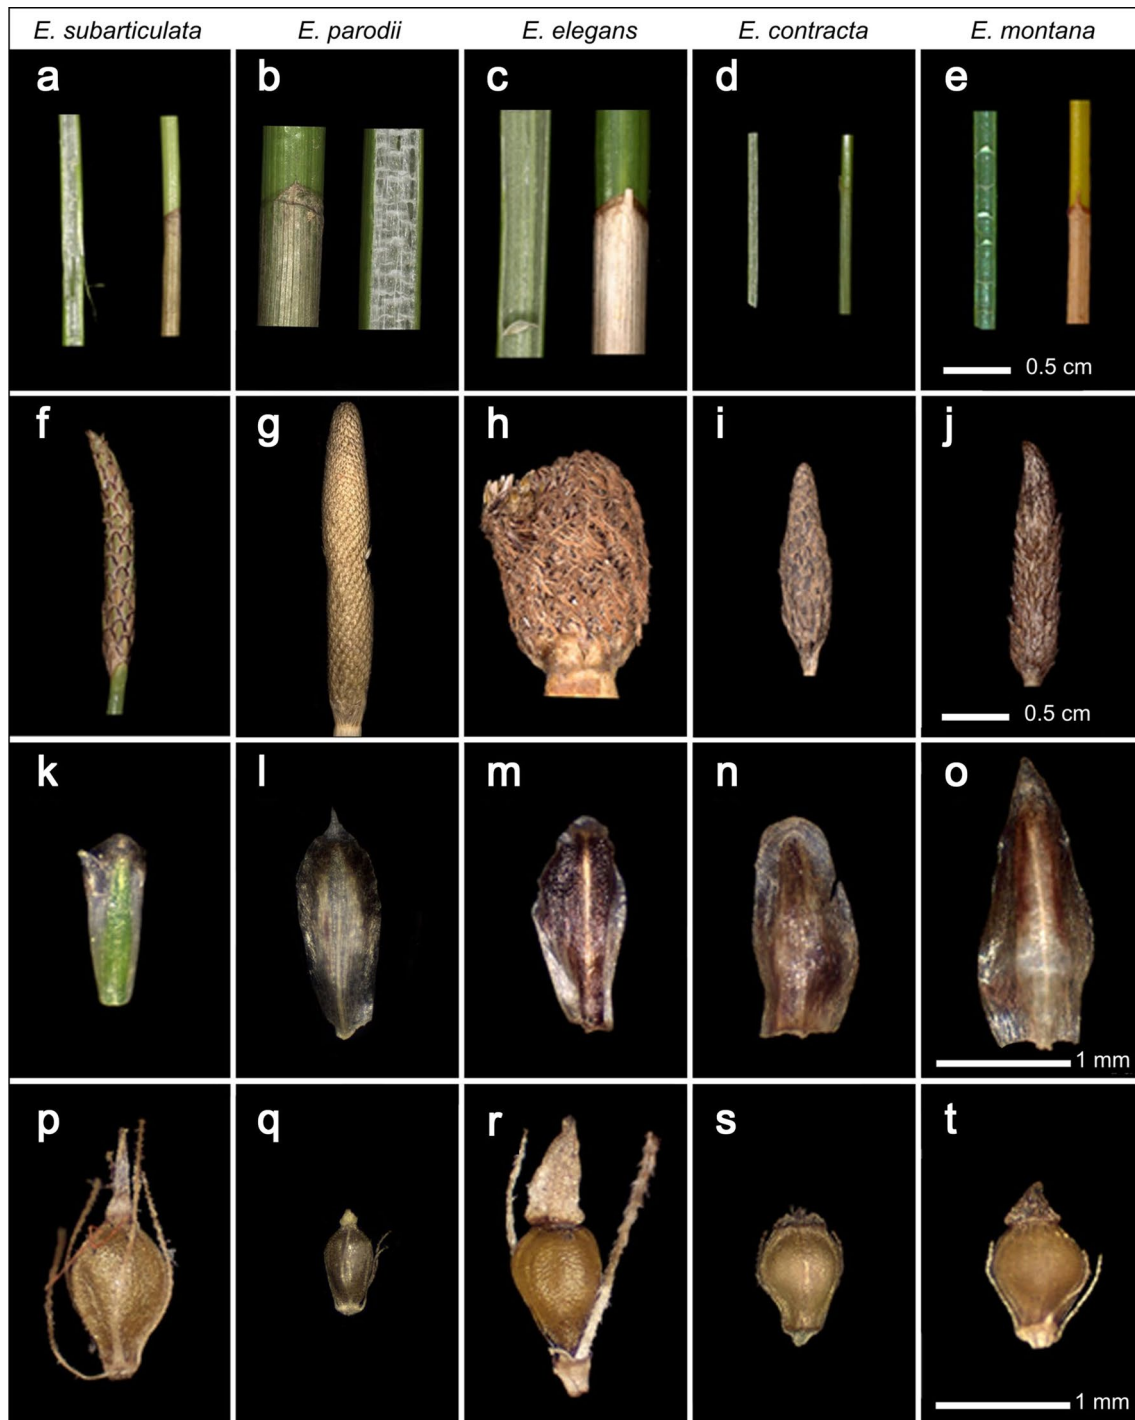 E. subarticulata E. parodii E. elegans E. contracta E. montana
a b c d e
0.5 cm
f g h i j
0.5 cm
k l m n o
1 mm
p q r s t
1 mm